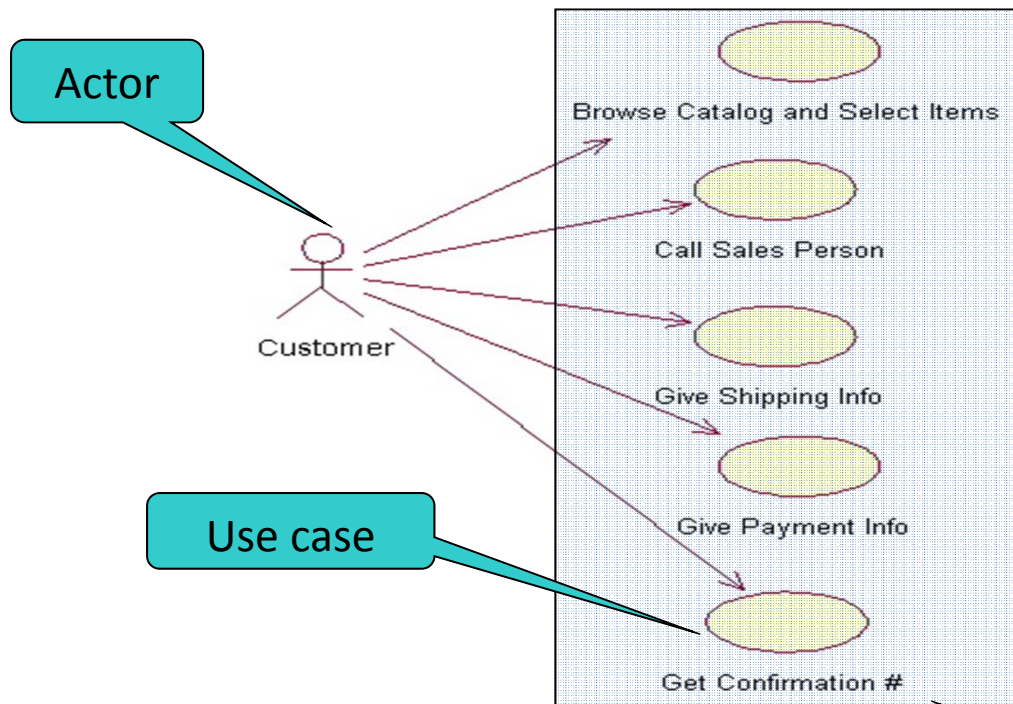 Actor
Browse Catalog and Select Items
Call Sales Person
Customer
Give Shipping Info
Use case
Give Payment Info
Get Confirmation #